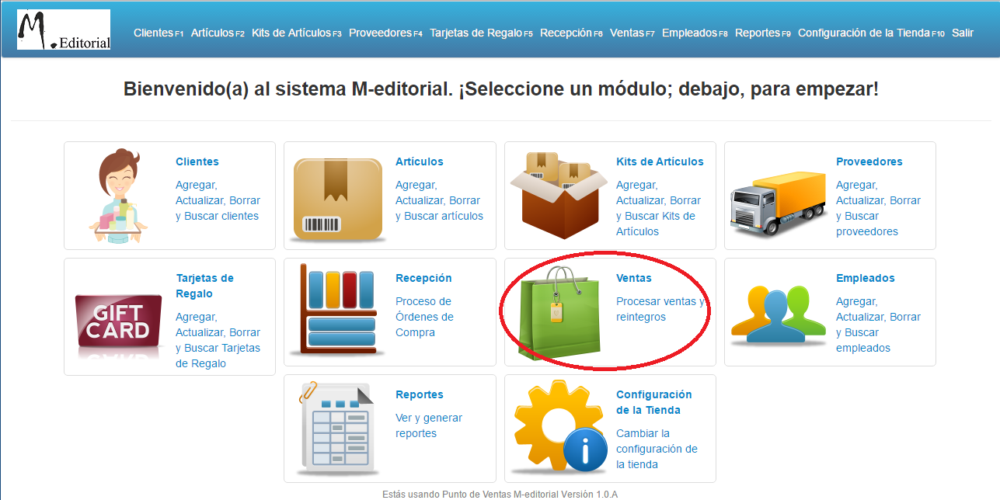 M.Editorial
Clientes F1 Artículos F2 Kits de Artículos F3 Proveedores F4 Tarjetas de Regalo F5 Recepción F6 Ventas F7 Empleados F8 Reportes F9 Configuración de la Tienda F10 Salir
Bienvenido(a) al sistema M-editorial. ¡Seleccione un módulo; debajo, para empezar!
Clientes
Agregar,
Actualizar, Borrar
y Buscar clientes
Artículos
Agregar,
Actualizar, Borrar
y Buscar artículos
Kits de Artículos
Agregar,
Actualizar, Borrar
y Buscar Kits de
Artículos
Proveedores
Agregar,
Actualizar, Borrar
y Buscar
proveedores
GIFT
CARD
Tarjetas de
Regalo
Agregar,
Actualizar, Borrar
y Buscar Tarjetas
de Regalo
Recepción
Proceso de
Órdenes de
Compra
Ventas
Procesar ventas y
reintegros
Empleados
Agregar,
Actualizar, Borrar
y Buscar
empleados
Reportes
Ver y generar
reportes
i
Configuración
de la Tienda
Cambiar la
configuración de
la tienda
Estás usando Punto de Ventas M-editorial Versión 1.0.A